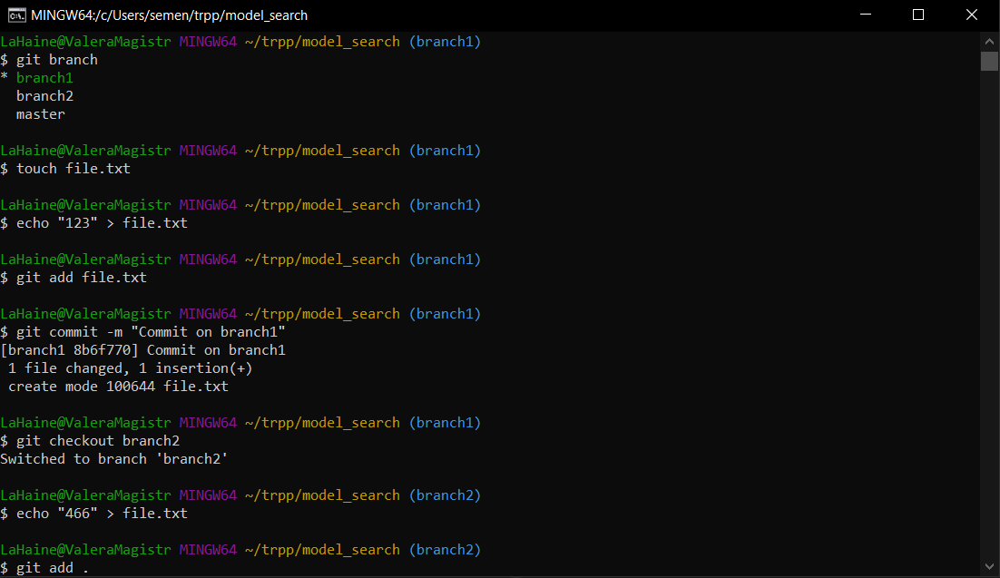 MINGW64:/c/Users/semen/trpp/model_search
LaHaine@ValeraMagistr MINGW64 ~/trpp/model_search (branch1)
$ git branch
* branch1
  branch2
  master
LaHaine@ValeraMagistr MINGW64 ~/trpp/model_search (branch1)
$ touch file.txt
LaHaine@ValeraMagistr MINGW64 ~/trpp/model_search (branch1)
$ echo "123" > file.txt
LaHaine@ValeraMagistr MINGW64 ~/trpp/model_search (branch1)
$ git add file.txt
LaHaine@ValeraMagistr MINGW64 ~/trpp/model_search (branch1)
$ git commit -m "Commit on branch1"
[branch1 8b6f770] Commit on branch1
 1 file changed, 1 insertion(+)
 create mode 100644 file.txt
LaHaine@ValeraMagistr MINGW64 ~/trpp/model_search (branch1)
$ git checkout branch2
Switched to branch 'branch2'
LaHaine@ValeraMagistr MINGW64 ~/trpp/model_search (branch2)
$ echo "466" > file.txt
LaHaine@ValeraMagistr MINGW64 ~/trpp/model_search (branch2)
$ git add .